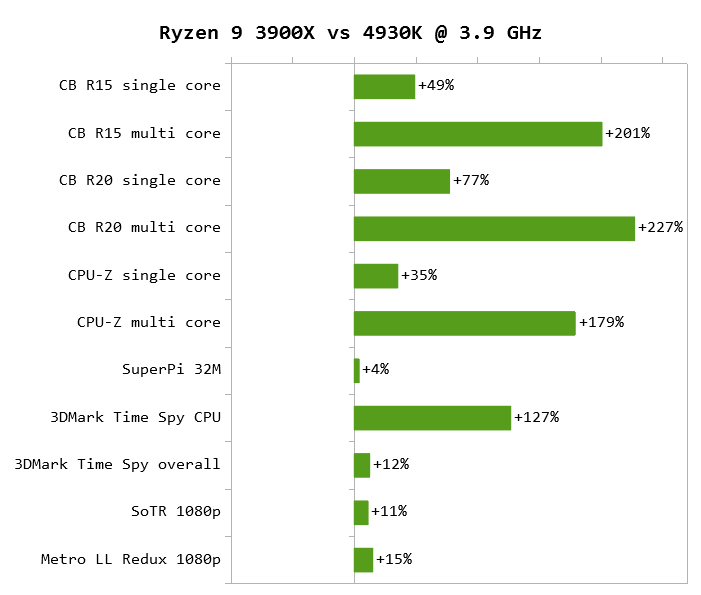 Ryzen 9 3900X vs 4930K @ 3.9 GHz
CB R15 single core +49%
CB R15 multi core +201%
CB R20 single core +77%
CB R20 multi core +227%
CPU-Z single core +35%
CPU-Z multi core +179%
SuperPi 32M +4%
3DMark Time Spy CPU +127%
3DMark Time Spy overall +12%
SoTR 1080p +11%
Metro LL Redux 1080p +15%